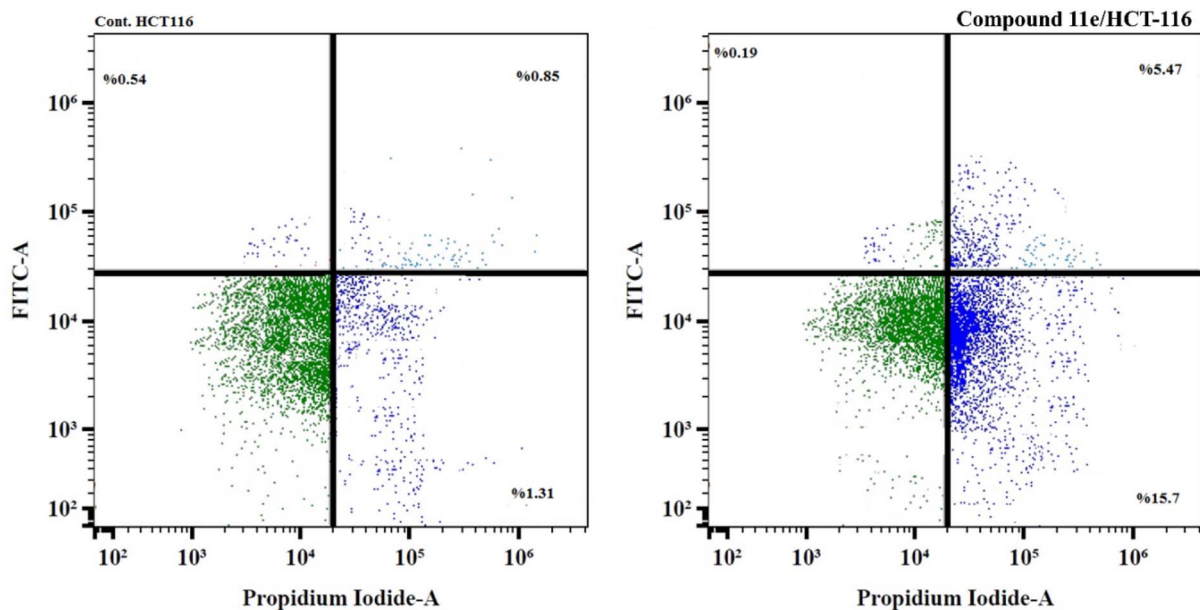 Cont. HCT116
%0.54
%0.85
%1.31
FITC-A
10⁶
10⁵
10⁴
10³
10²
10² 10³ 10⁴ 10⁵ 10⁶
Propidium Iodide-A
Compound 11e/HCT-116
%0.19
%5.47
%15.7
FITC-A
10⁶
10⁵
10⁴
10³
10²
10² 10³ 10⁴ 10⁵ 10⁶
Propidium Iodide-A